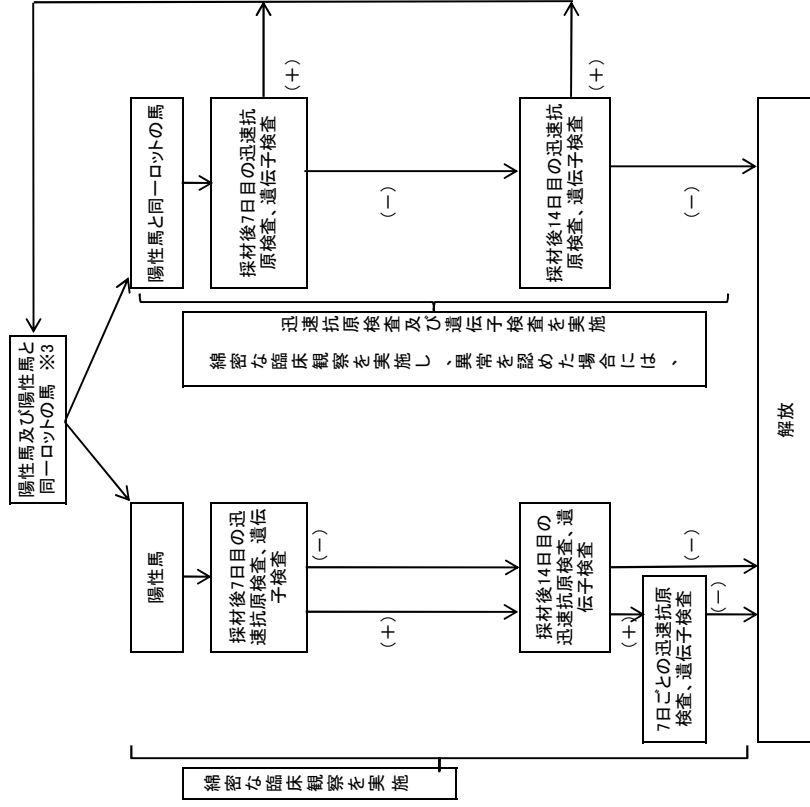 陽性馬及び陽性馬と
同一ロットの馬 ※3
陽性馬
陽性馬と同一ロットの馬
採材後7日目の迅
速抗原検査、遺伝
子検査
採材後7日目の迅速抗
原検査、遺伝子検査
(+)
(-)
(+)
(-)
綿密な臨床観察を実施し、異常を認めた場合には、
迅速抗原検査及び遺伝子検査を実施
採材後14日目の
迅速抗原検査、遺
伝子検査
採材後14日目の迅速抗
原検査、遺伝子検査
(+)
(-)
(+)
(-)
7日ごとの迅速抗原
検査、遺伝子検査
(-)
綿密な臨床観察を実施
解放